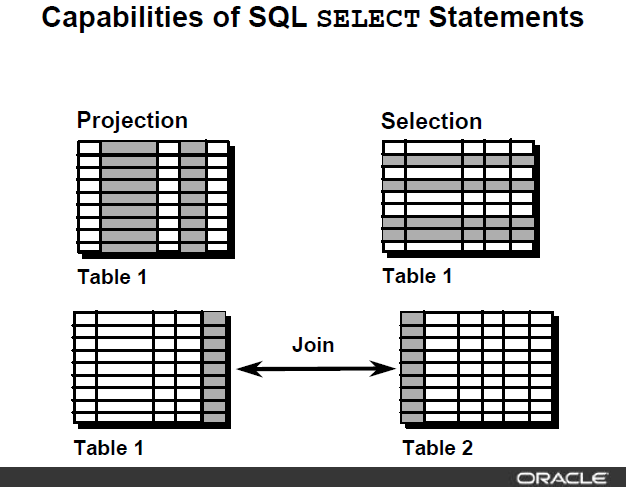 Capabilities of SQL SELECT Statements
Projection
Selection
Table 1
Table 1
Join
Table 1
Table 2
ORACLE